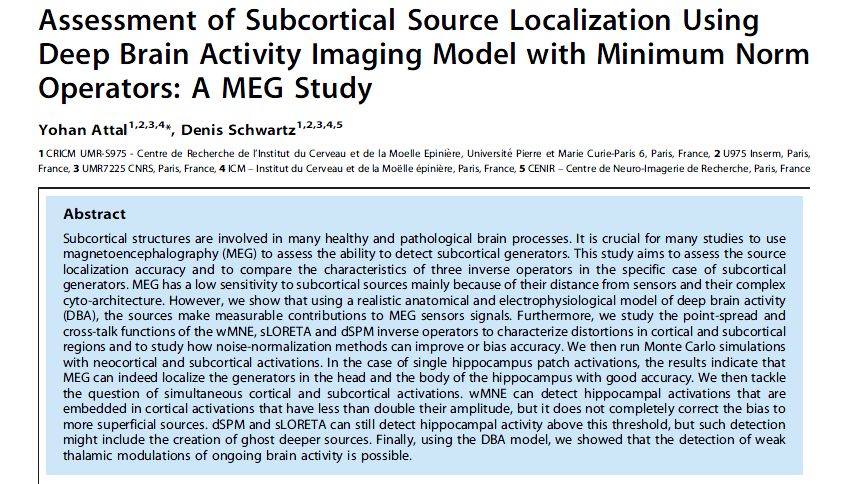 Assessment of Subcortical Source Localization Using
Deep Brain Activity Imaging Model with Minimum Norm
Operators: A MEG Study
Yohan Attal1,2,3,4*, Denis Schwartz1,2,3,4,5
1 CRICM UMR-S975 - Centre de Recherche de l'Institut du Cerveau et de la Moelle Epinière, Université Pierre et Marie Curie-Paris 6, Paris, France, 2 U975 Inserm, Paris,
France, 3 UMR7225 CNRS, Paris, France, 4 ICM – Institut du Cerveau et de la Moëlle épinière, Paris, France, 5 CENIR – Centre de Neuro-Imagerie de Recherche, Paris, France
Abstract
Subcortical structures are involved in many healthy and pathological brain processes. It is crucial for many studies to use
magnetoencephalography (MEG) to assess the ability to detect subcortical generators. This study aims to assess the source
localization accuracy and to compare the characteristics of three inverse operators in the specific case of subcortical
generators. MEG has a low sensitivity to subcortical sources mainly because of their distance from sensors and their complex
cyto-architecture. However, we show that using a realistic anatomical and electrophysiological model of deep brain activity
(DBA), the sources make measurable contributions to MEG sensors signals. Furthermore, we study the point-spread and
cross-talk functions of the wMNE, sLORETA and dSPM inverse operators to characterize distortions in cortical and subcortical
regions and to study how noise-normalization methods can improve or bias accuracy. We then run Monte Carlo simulations
with neocortical and subcortical activations. In the case of single hippocampus patch activations, the results indicate that
MEG can indeed localize the generators in the head and the body of the hippocampus with good accuracy. We then tackle
the question of simultaneous cortical and subcortical activations. wMNE can detect hippocampal activations that are
embedded in cortical activations that have less than double their amplitude, but it does not completely correct the bias to
more superficial sources. dSPM and sLORETA can still detect hippocampal activity above this threshold, but such detection
might include the creation of ghost deeper sources. Finally, using the DBA model, we showed that the detection of weak
thalamic modulations of ongoing brain activity is possible.